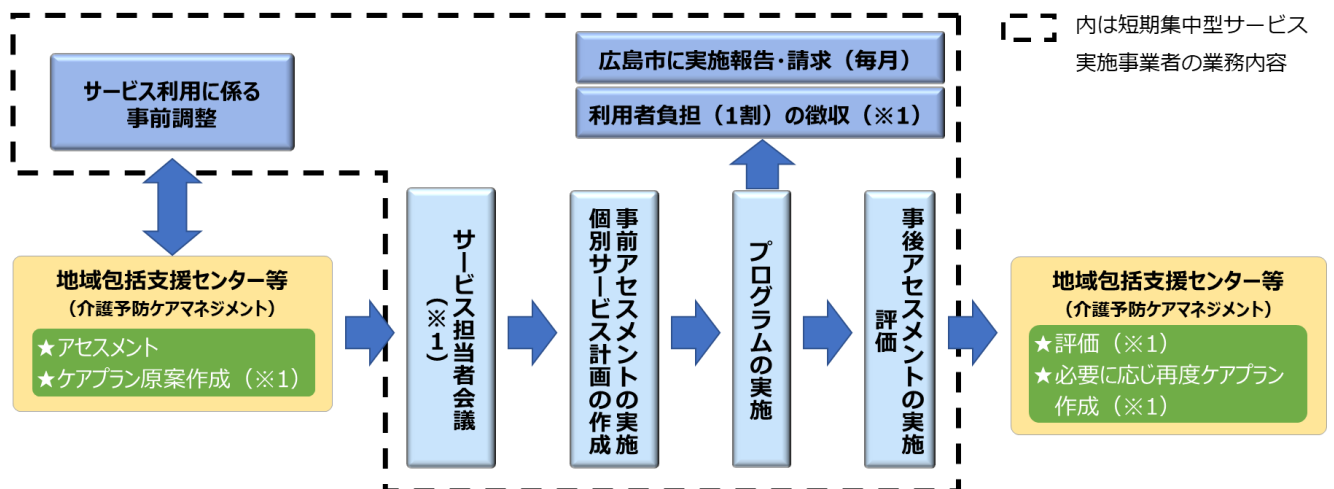 内は短期集中型サービス
実施事業者の業務内容
広島市に実施報告・請求（毎月）
利用者負担（1割）の徴収（※1）
サービス利用に係る
事前調整
地域包括支援センター等
（介護予防ケアマネジメント）
★アセスメント
★ケアプラン原案作成（※1）
サービス担当者会議
（※1）
事前アセスメントの実施
個別サービス計画の作成
プログラムの実施
事後アセスメントの実施
評価
地域包括支援センター等
（介護予防ケアマネジメント）
★評価（※1）
★必要に応じ再度ケアプラン
作成（※1）